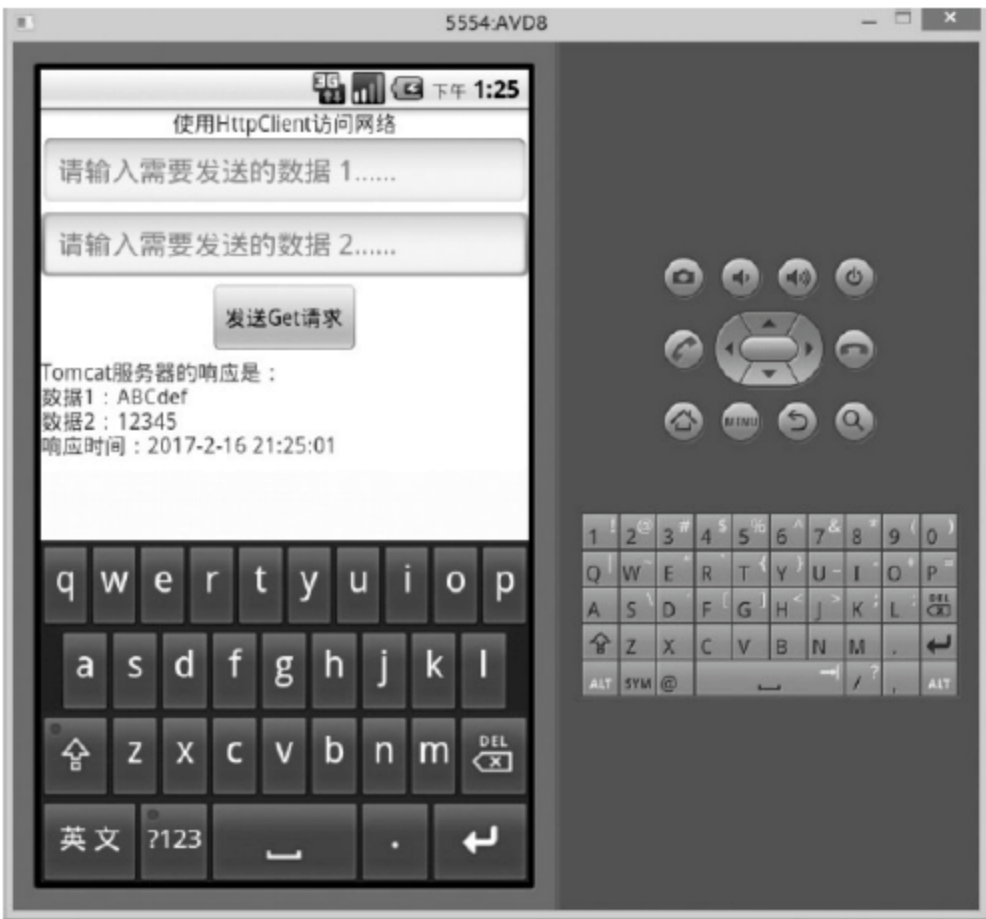 5554:AVD8
3G 下午 1:25
使用HttpClient访问网络
请输入需要发送的数据 1......
请输入需要发送的数据 2......
发送Get请求
Tomcat服务器的响应是：
数据1：ABCdef
数据2：12345
响应时间：2017-2-16 21:25:01
q w e r t y u i o p
a s d f g h j k l
z x c v b n m DEL
英文 ?123 .
MENU
1 ! 2 @ 3 # 4 $ 5 % 6 ^ 7 & 8 * 9 ( 0 )
Q W E R T { Y } U I O P
A S D F [ G ] H < J > K ; L DEL
Z X C V B N M .
ALT SYM @ / ? , ALT